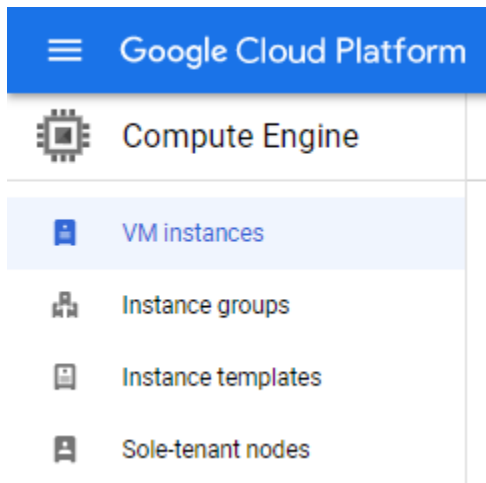 Google Cloud Platform
Compute Engine
VM instances
Instance groups
Instance templates
Sole-tenant nodes